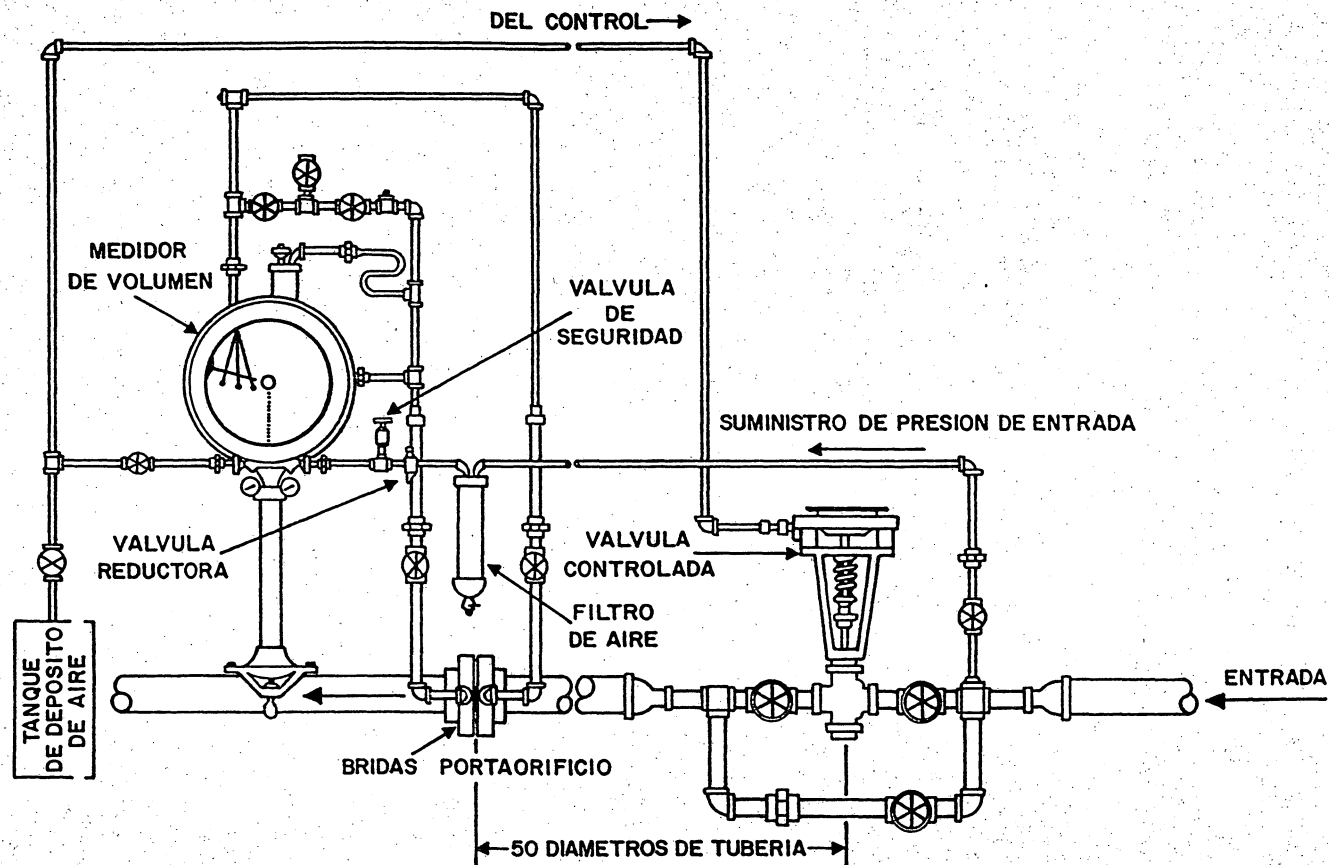 DEL CONTROL
MEDIDOR
DE VOLUMEN
VALVULA
DE
SEGURIDAD
SUMINISTRO DE PRESION DE ENTRADA
VALVULA
REDUCTORA
VALVULA
CONTROLADA
FILTRO
DE AIRE
TANQUE
DE DEPOSITO
DE AIRE
ENTRADA
BRIDAS PORTAORIFICIO
50 DIAMETROS DE TUBERIA